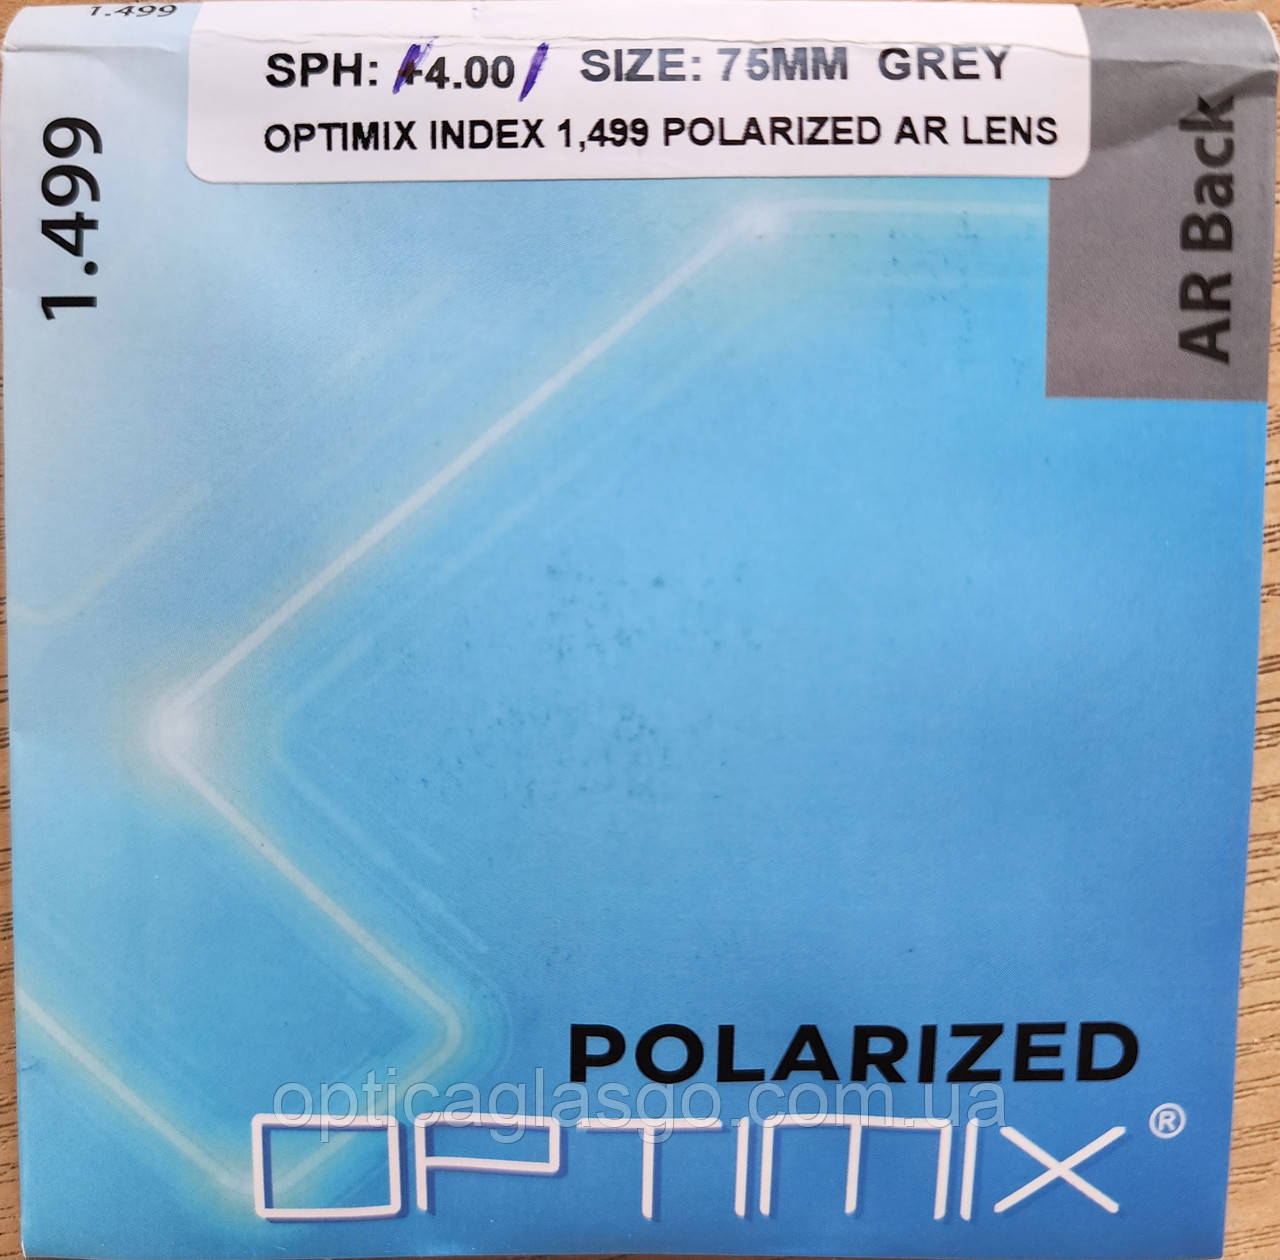 1.499
SPH: -4.00 SIZE: 75MM GREY
OPTIMIX INDEX 1,499 POLARIZED AR LENS
1.499
AR Back
POLARIZED
opticaglasgo.com.ua
OPTIMIX ®